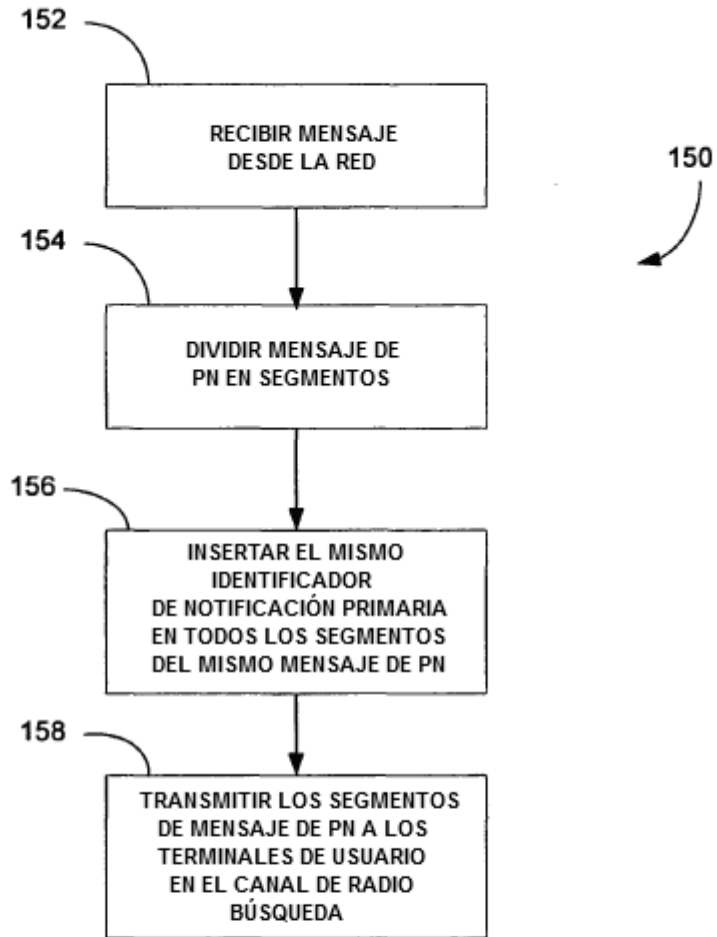 152
RECIBIR MENSAJE
DESDE LA RED
150
154
DIVIDIR MENSAJE DE
PN EN SEGMENTOS
156
INSERTAR EL MISMO
IDENTIFICADOR
DE NOTIFICACIÓN PRIMARIA
EN TODOS LOS SEGMENTOS
DEL MISMO MENSAJE DE PN
158
TRANSMITIR LOS SEGMENTOS
DE MENSAJE DE PN A LOS
TERMINALES DE USUARIO
EN EL CANAL DE RADIO
BÚSQUEDA